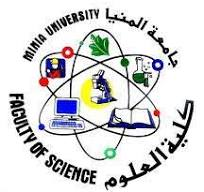 MINIA UNIVERSITY
جامعة المنيا
FACULTY OF SCIENCE
كلية العلوم